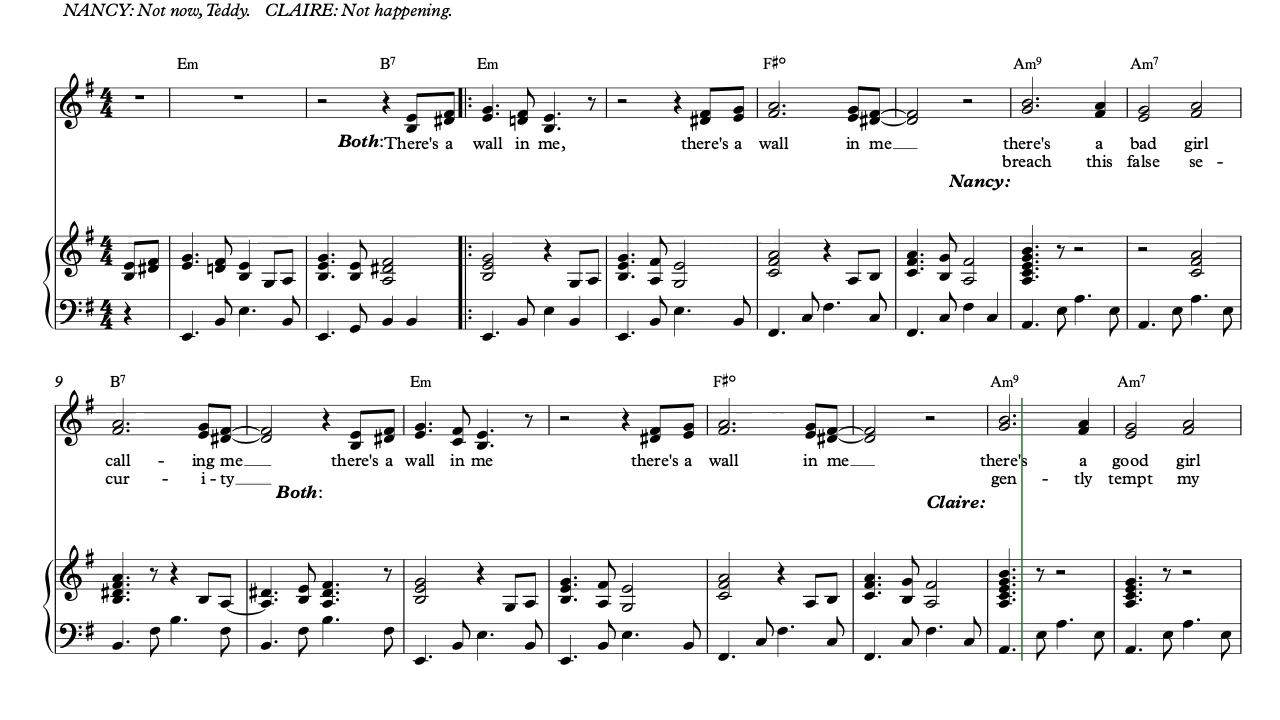 NANCY: Not now, Teddy. CLAIRE: Not happening.
Em B7 Em F#° Am9 Am7
Both: There's a wall in me, there's a wall in me there's a bad girl
breach this false se -
Nancy:
9 B7 Em F#° Am9 Am7
call - ing me there's a wall in me there's a wall in me there's a good girl
cur - i - ty gen - tly tempt my
Both:
Claire: